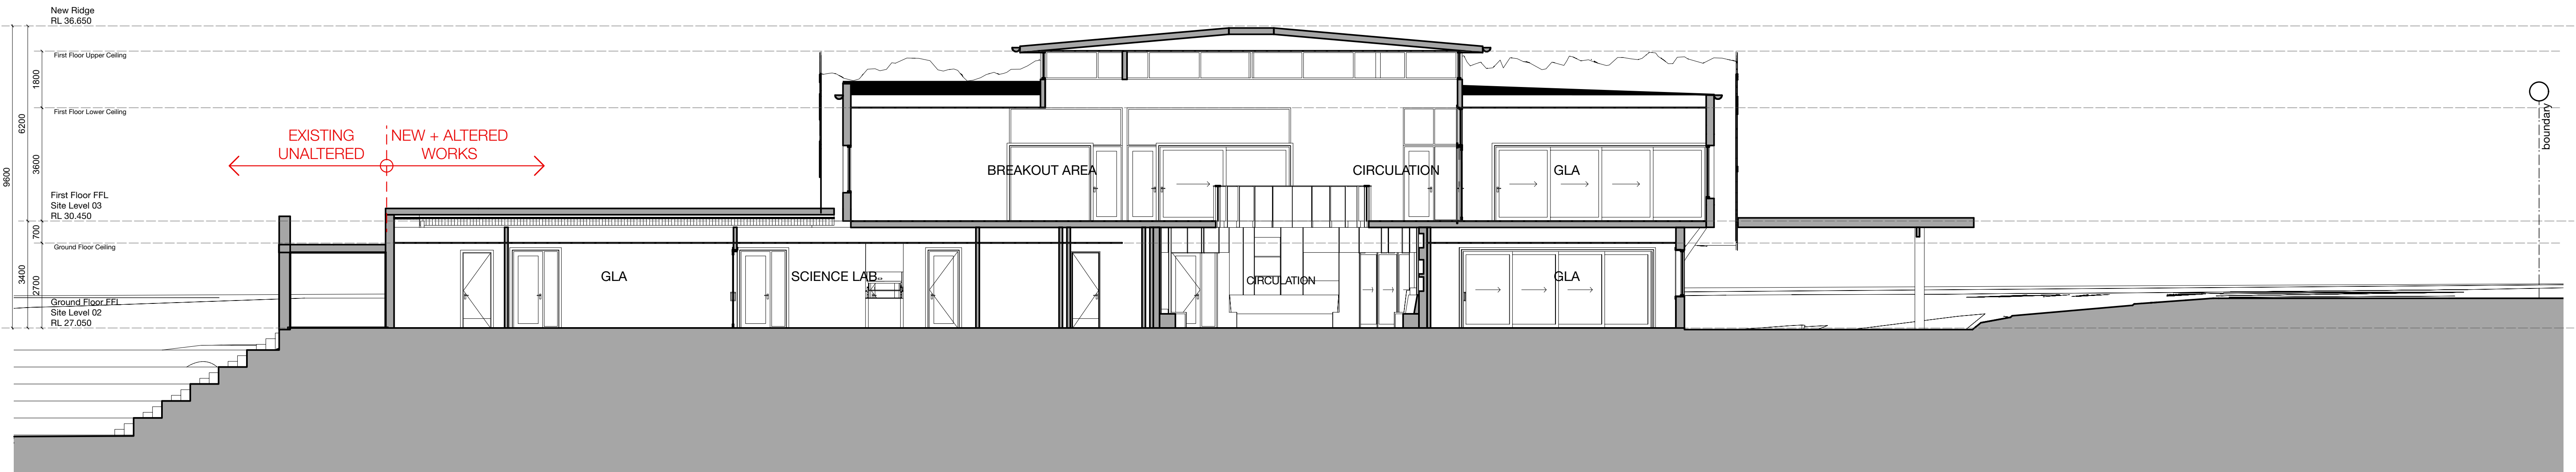 New Ridge
RL 36.650
First Floor Upper Ceiling
1800
First Floor Lower Ceiling
6200
EXISTING
UNALTERED
NEW + ALTERED
WORKS
boundary
9600
3600
BREAKOUT AREA
CIRCULATION
GLA
First Floor FFL
Site Level 03
RL 30.450
700
Ground Floor Ceiling
3400
2700
GLA
SCIENCE LAB
CIRCULATION
GLA
Ground Floor FFL
Site Level 02
RL 27.050